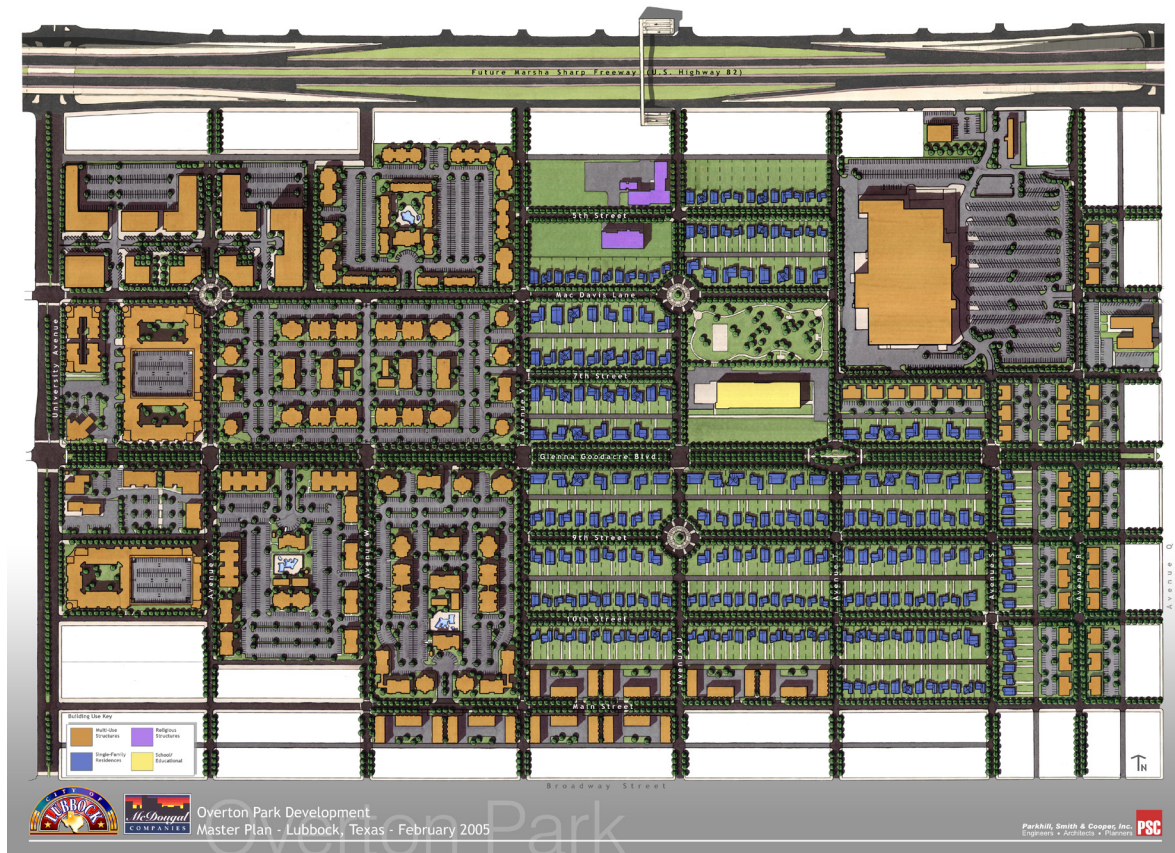 Future Marsha Sharp Freeway (U.S. Highway 82)
5th Street
Mac Davis Lane
University Avenue
7th Street
Glenna Goodacre Blvd.
9th Street
Avenue X
Avenue W
Avenue S
Avenue R
Avenue Q
10th Street
Avenue U
Main Street
Building Use Key
Multi-Use
Structures
Religious
Structures
Single-Family
Residences
School/
Educational
N
Broadway Street
CITY OF
LUBBOCK
TEXAS
McDougal
COMPANIES
Overton Park
Overton Park Development
Master Plan - Lubbock, Texas - February 2005
Parkhill, Smith & Cooper, Inc.
Engineers • Architects • Planners
PSC